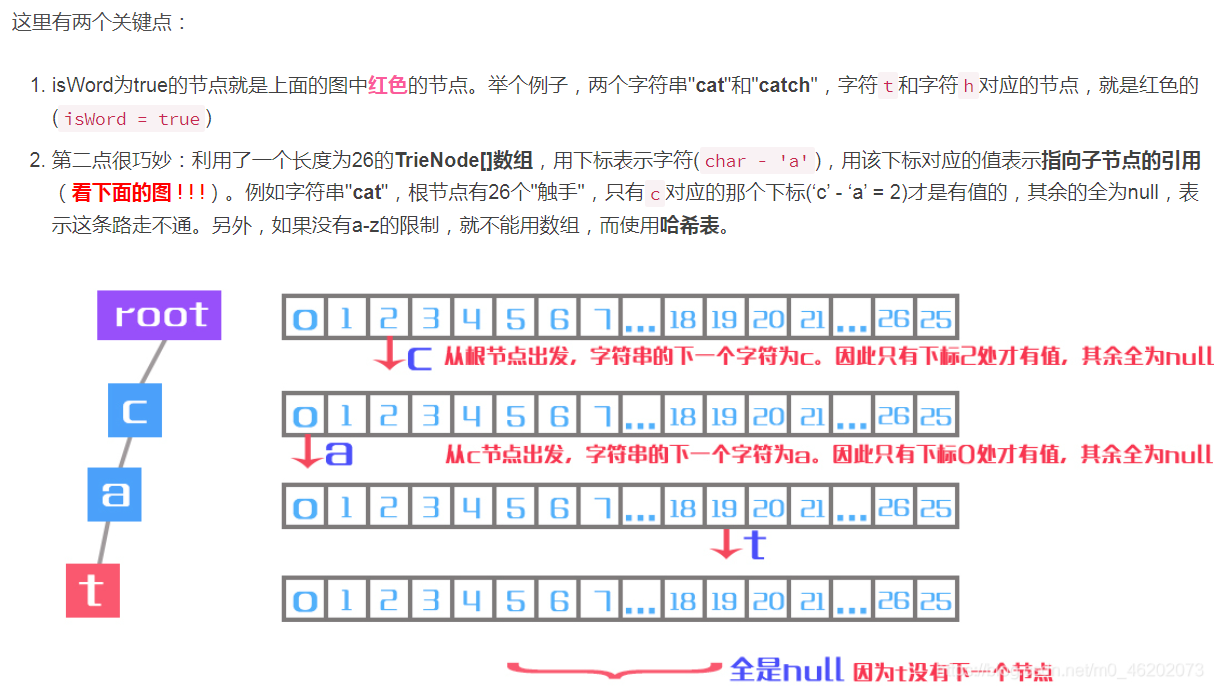 这里有两个关键点：
1. isWord为true的节点就是上面的图中红色的节点。举个例子，两个字符串"cat"和"catch"，字符 t 和字符 h 对应的节点，就是红色的
( isWord = true )
2. 第二点很巧妙：利用了一个长度为26的TrieNode[]数组，用下标表示字符( char - 'a' )，用该下标对应的值表示指向子节点的引用
（看下面的图 ! ! ! ）。例如字符串"cat"，根节点有26个"触手"，只有 c 对应的那个下标(‘c’ - ‘a’ = 2)才是有值的，其余的全为null，表
示这条路走不通。另外，如果没有a-z的限制，就不能用数组，而使用哈希表。
root
0 1 2 3 4 5 6 7 ... 18 19 20 21 ... 26 25
c 从根节点出发，字符串的下一个字符为c。因此只有下标2处才有值，其余全为null
c
0 1 2 3 4 5 6 7 ... 18 19 20 21 ... 26 25
a 从c节点出发，字符串的下一个字符为a。因此只有下标0处才有值，其余全为null
a
0 1 2 3 4 5 6 7 ... 18 19 20 21 ... 26 25
t
t
0 1 2 3 4 5 6 7 ... 18 19 20 21 ... 26 25
全是null 因为t没有下一个节点
net/m0_46202073